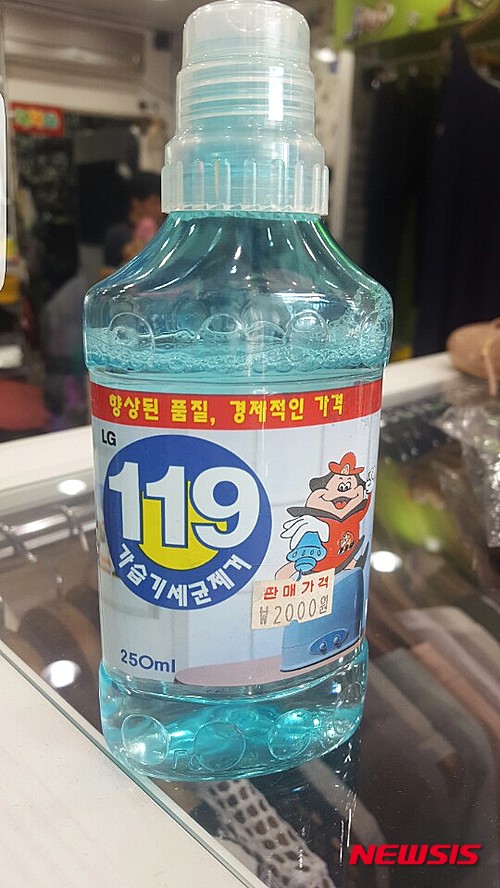 향상된 품질, 경제적인 가격
LG
119
가습기세균제거
판매가격
₩2000원
250ml
NEWSIS